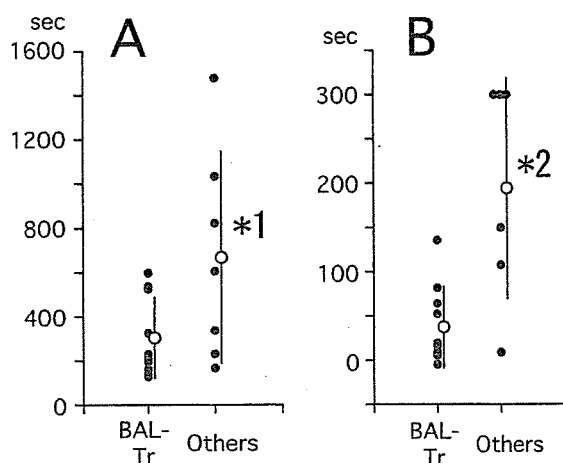 sec
A
1600
1200
800
400
0
*1
BAL-
Tr
Others
sec
B
300
200
100
0
*2
BAL-
Tr
Others